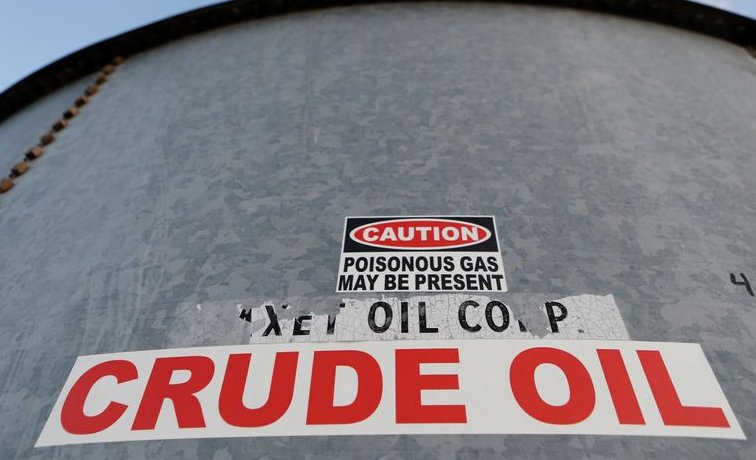 CAUTION
POISONOUS GAS
MAY BE PRESENT
OIL
CRUDE OIL
4